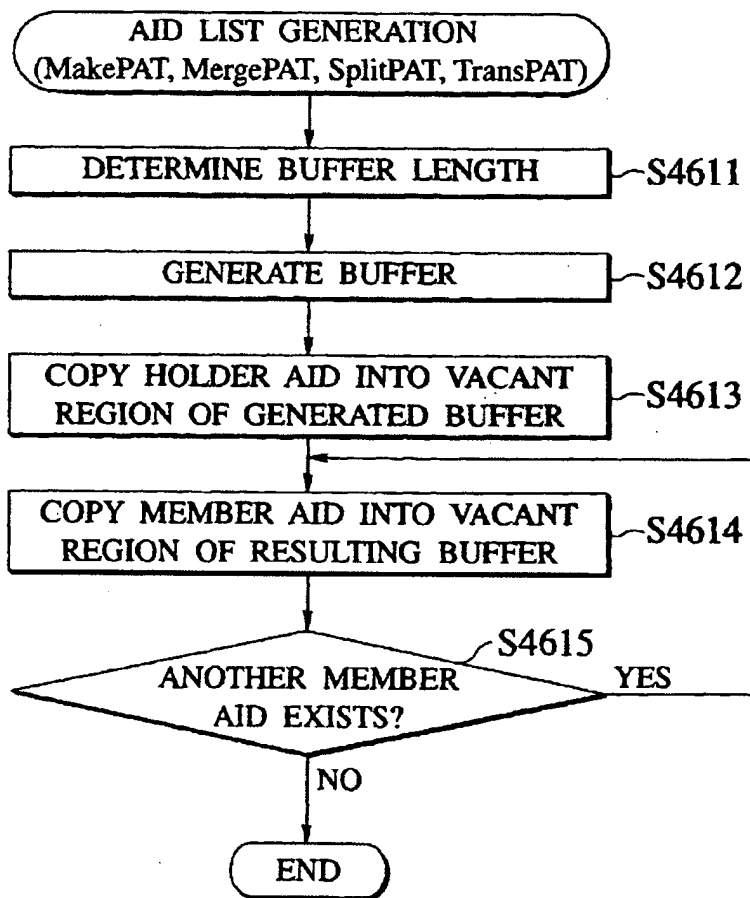 AID LIST GENERATION
(MakePAT, MergePAT, SplitPAT, TransPAT)
DETERMINE BUFFER LENGTH
S4611
GENERATE BUFFER
S4612
COPY HOLDER AID INTO VACANT
REGION OF GENERATED BUFFER
S4613
COPY MEMBER AID INTO VACANT
REGION OF RESULTING BUFFER
S4614
S4615
ANOTHER MEMBER
AID EXISTS?
YES
NO
END